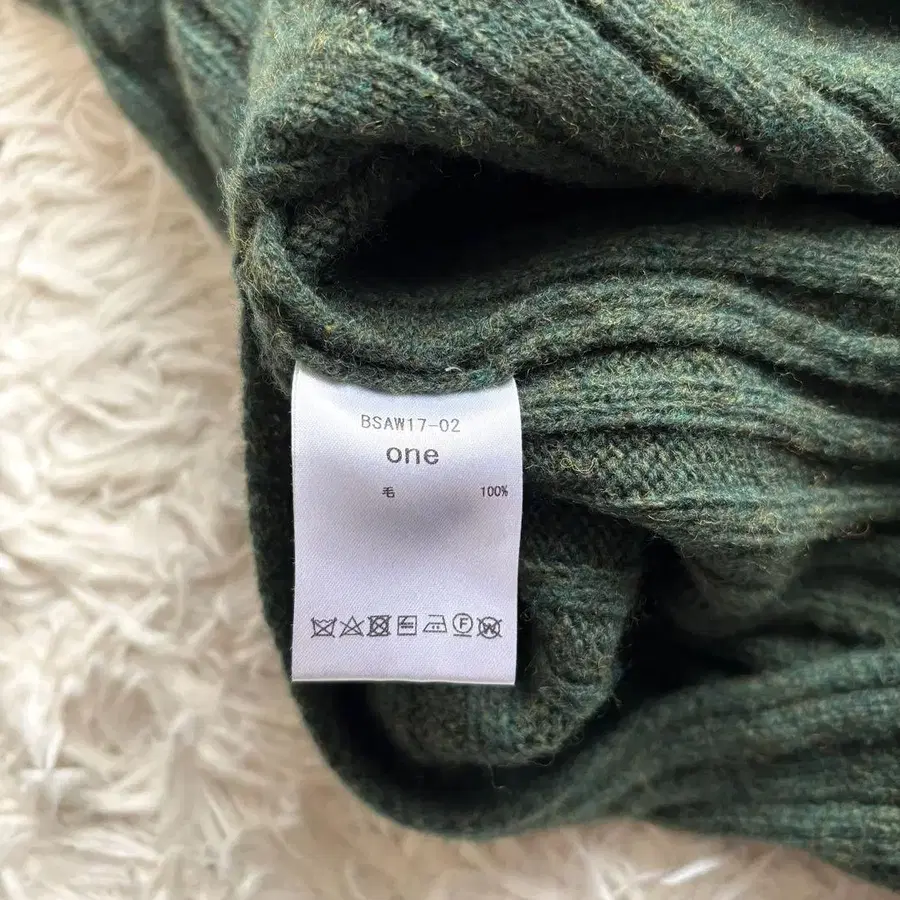 BSAW17-02
one
毛 100%
F W